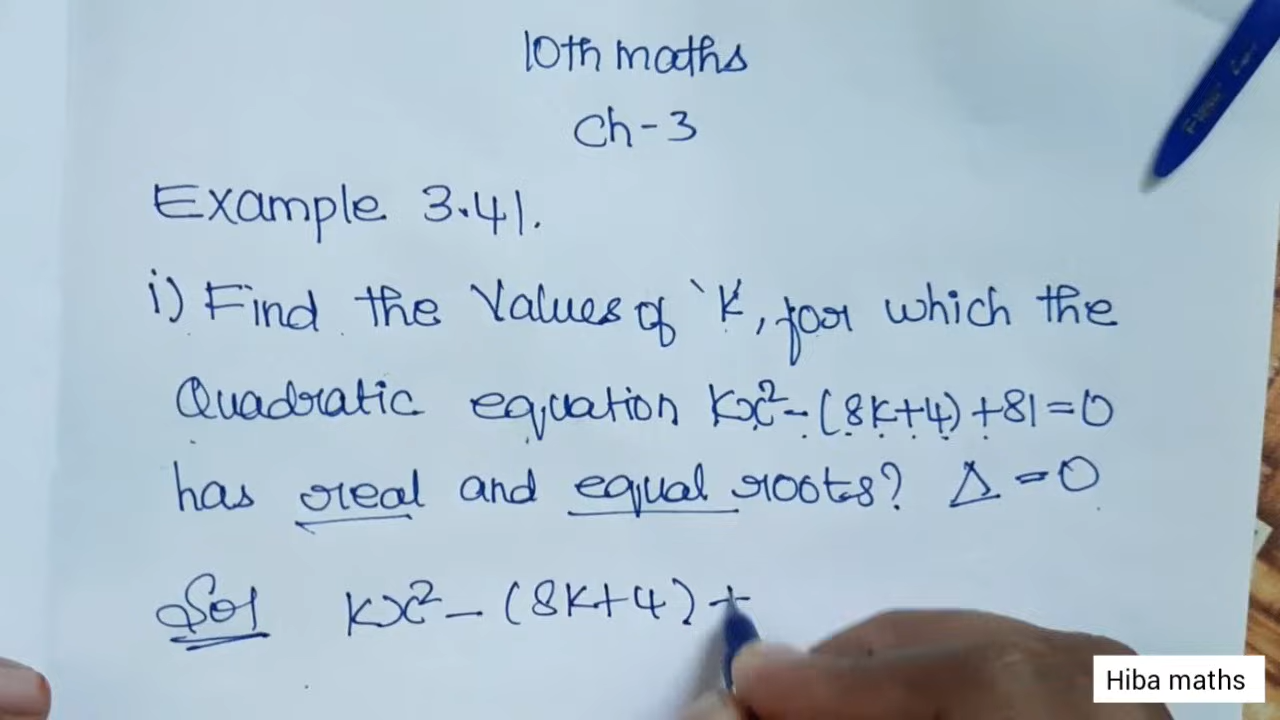 10th maths
Ch-3
Example 3.41.
i) Find the Values of 'K, for which the
Quadratic equation Kx²-(8K+4)+81=0
has real and equal roots? Δ=0
Sol Kx²-(8K+4)+
Hiba maths